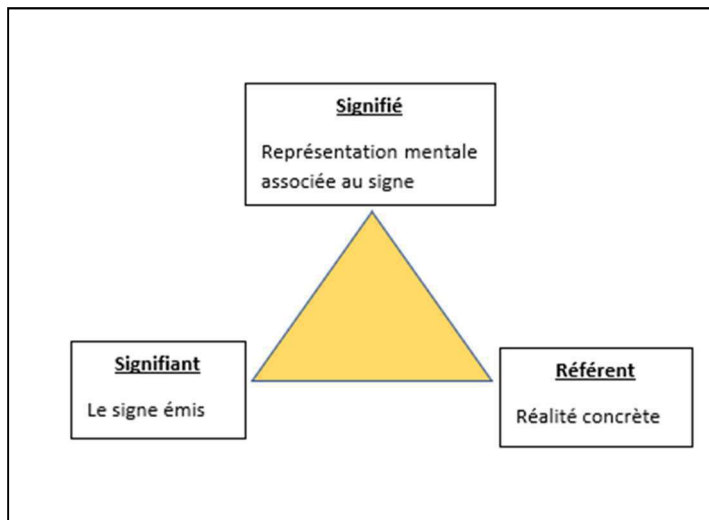 Signifié
Représentation mentale
associée au signe
Signifiant
Le signe émis
Référent
Réalité concrète